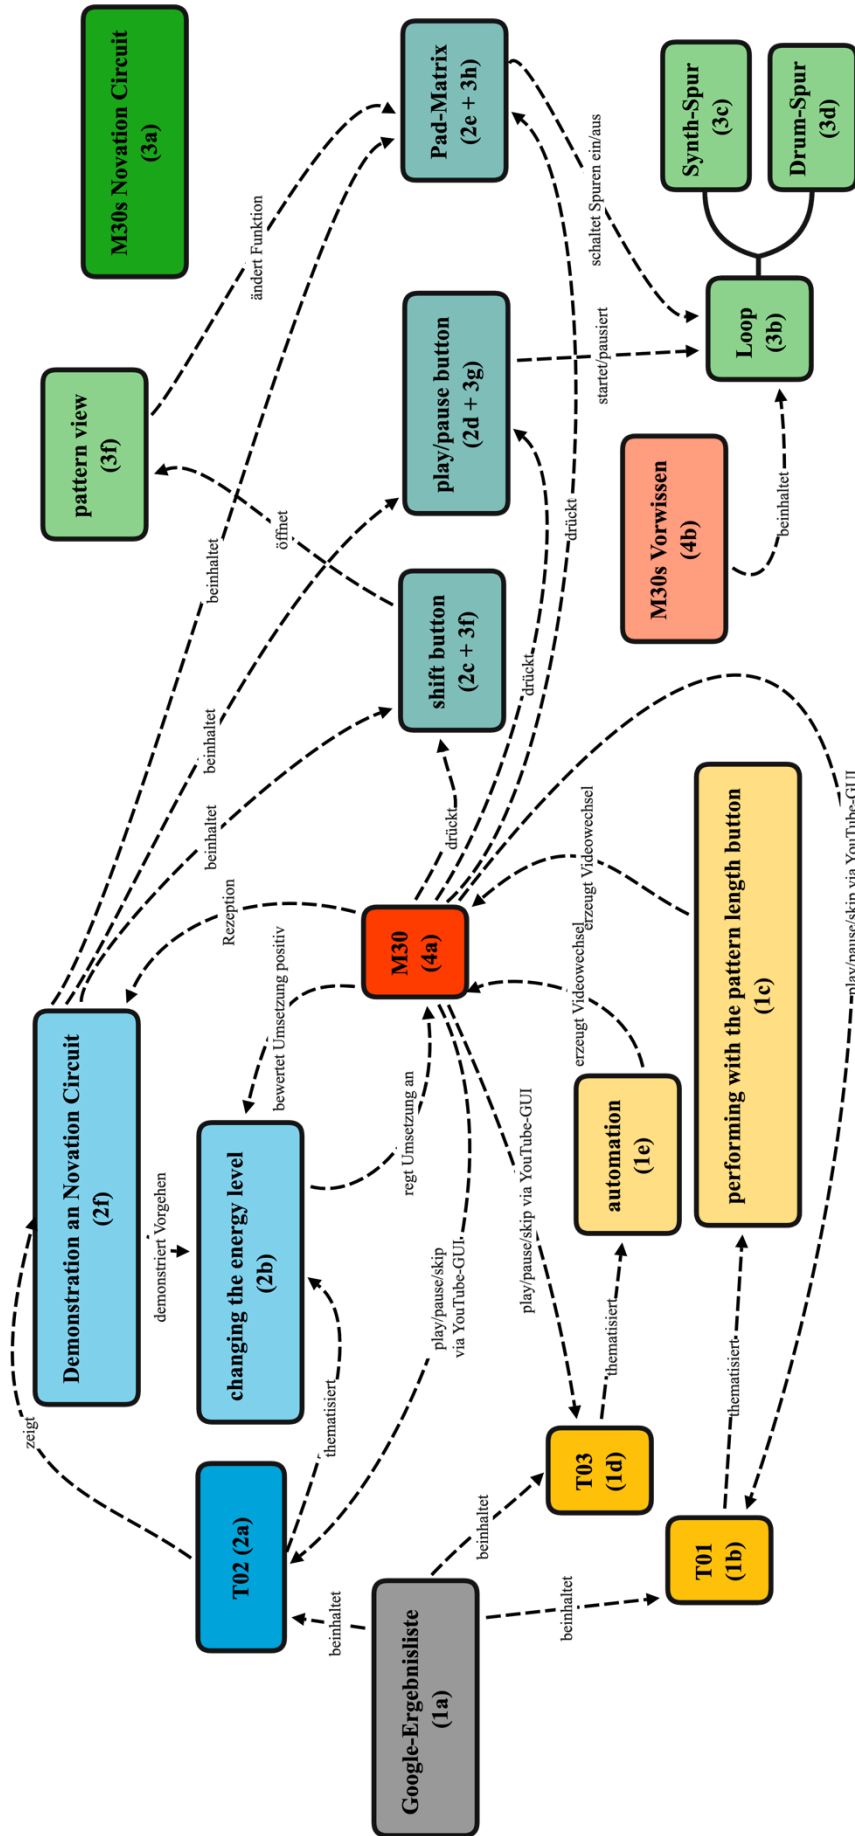 Google-Ergebnisliste
(1a)
beinhaltet
beinhaltet
beinhaltet
T02 (2a)
T03
(1d)
T01
(1b)
zeigt
thematisiert
thematisiert
thematisiert
play/pause/skip
via YouTube-GUI
play/pause/skip via YouTube-GUI
play/pause/skip via YouTube-GUI
Demonstration an Novation Circuit
(2f)
demonstriert Vorgehen
changing the energy level
(2b)
regt Umsetzung an
bewertet Umsetzung positiv
Rezeption
automation
(1e)
performing with the pattern length button
(1c)
erzeugt Videowechsel
erzeugt Videowechsel
M30
(4a)
beinhaltet
beinhaltet
beinhaltet
drückt
drückt
drückt
shift button
(2c + 3f)
öffnet
pattern view
(3f)
ändert Funktion
play/pause button
(2d + 3g)
startet/pausiert
M30s Vorwissen
(4b)
beinhaltet
M30s Novation Circuit
(3a)
Pad-Matrix
(2e + 3h)
schaltet Spuren ein/aus
Loop
(3b)
Synth-Spur
(3c)
Drum-Spur
(3d)